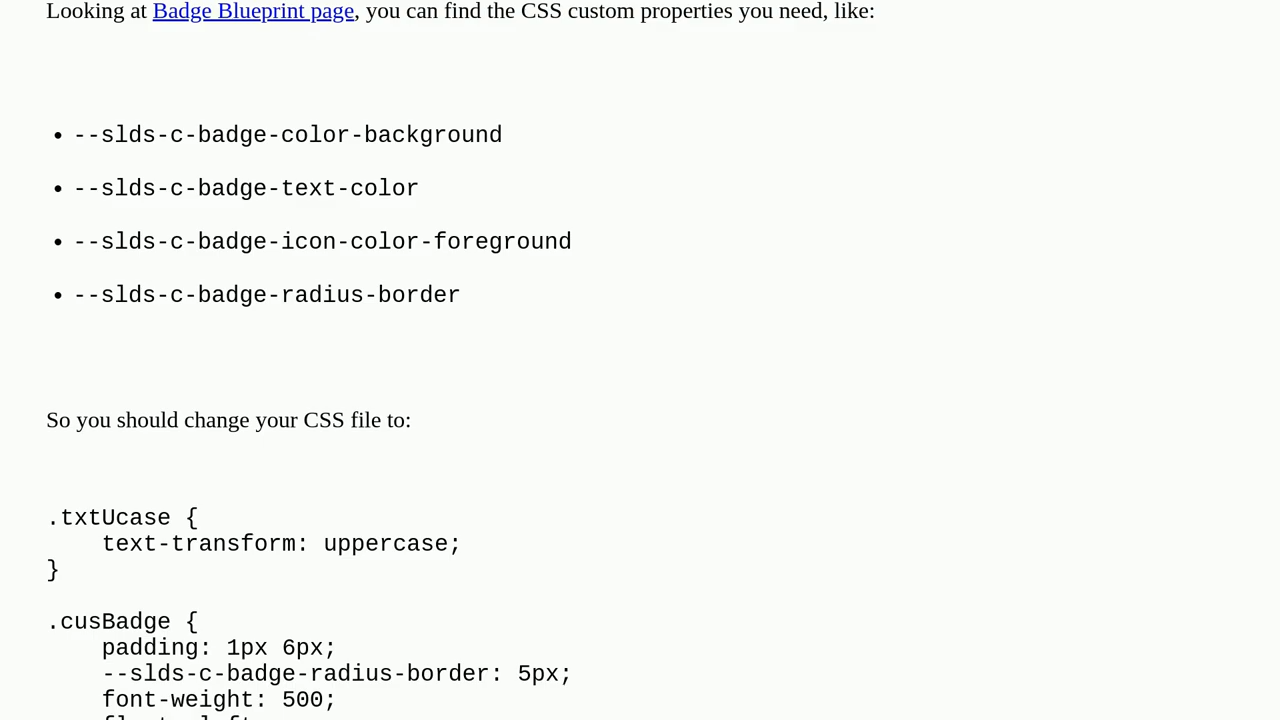 Looking at Badge Blueprint page, you can find the CSS custom properties you need, like:
• --slds-c-badge-color-background
• --slds-c-badge-text-color
• --slds-c-badge-icon-color-foreground
• --slds-c-badge-radius-border
So you should change your CSS file to:
.txtUcase {
    text-transform: uppercase;
}
.cusBadge {
    padding: 1px 6px;
    --slds-c-badge-radius-border: 5px;
    font-weight: 500;